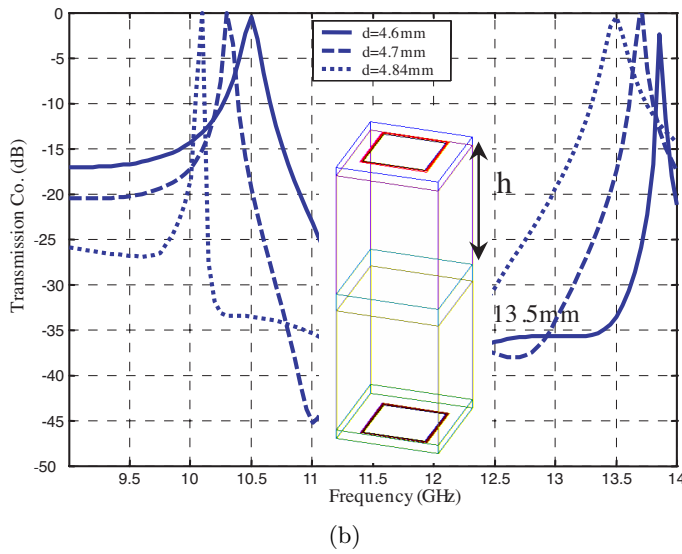 0
-5
-10
-15
-20
-25
-30
-35
-40
-45
-50
Transmission Co. (dB)
d=4.6mm
d=4.7mm
d=4.84mm
h
13.5mm
9.5 10 10.5 11 11.5 12 12.5 13 13.5 14
Frequency (GHz)
(b)